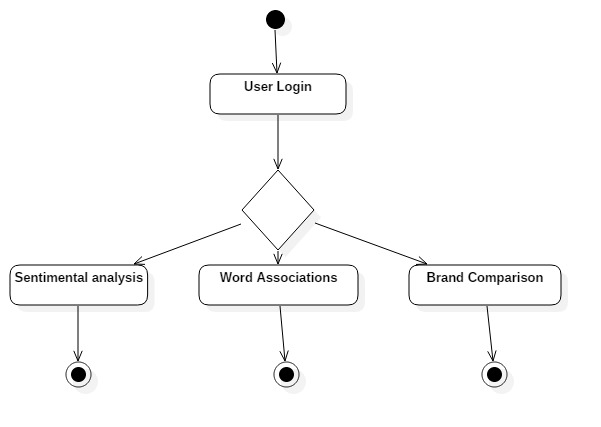 User Login
Sentimental analysis
Word Associations
Brand Comparison